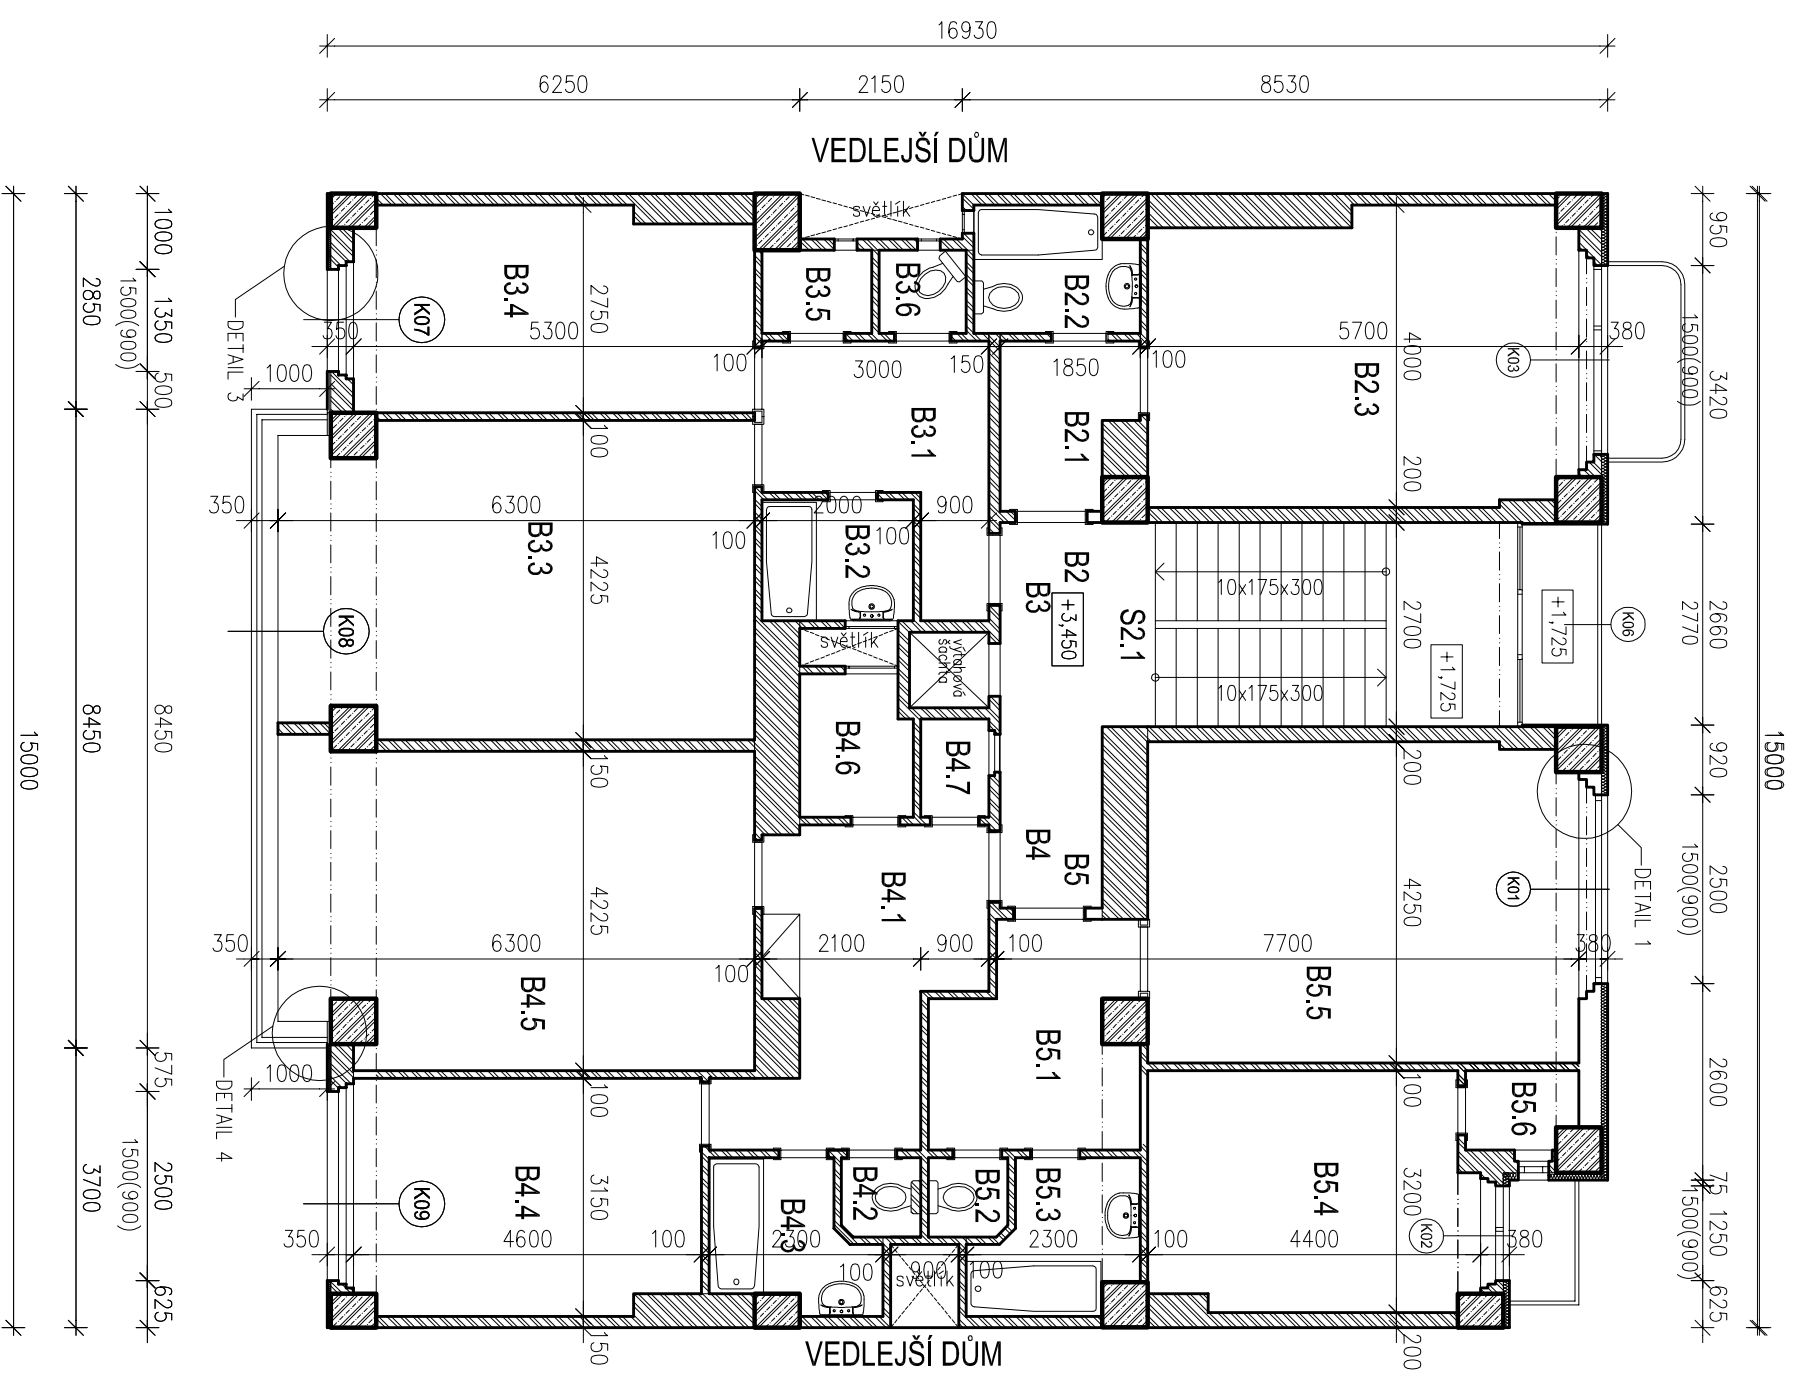 16930
6250
2150
8530
VEDLEJŠÍ DŮM
světlík
15000
2850
8450
3700
1000
1350
1500(900)
500
8450
575
2500
1500(900)
625
DETAIL 3
1000
350
K07
B3.4
2750
5300
100
B3.5
B3.6
3000
150
B2.2
1850
100
5700
4000
B2.3
K03
380
950
1500(900)
3420
15000
B3.1
B2.1
100
200
350
6300
B3.3
4225
100
2000
900
100
B3.2
B2
B3
+3,450
S2.1
10x175x300
2700
10x175x300
+1,725
+1,725
K06
2660
2770
K08
světlík
výtahová
šachta
B4.6
B4.7
150
200
920
B4
B5
4225
B4.1
4250
K01
1500(900)
2500
DETAIL 1
350
6300
100
2100
900
100
7700
380
B4.5
B5.5
B5.1
1000
DETAIL 4
100
100
B5.6
2600
75
1250
1500(900)
625
B4.4
3150
K09
B4.3
B4.2
B5.2
B5.3
B5.4
3200
K02
350
4600
100
2300
100
900
100
2300
100
4400
380
světlík
150
200
VEDLEJŠÍ DŮM